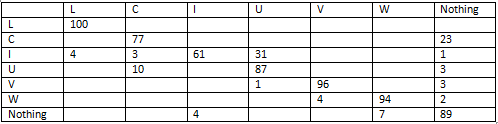 L C I U V W Nothing
L 100
C 77 23
I 4 3 61 31 1
U 10 87 3
V 1 96 3
W 4 94 2
Nothing 4 7 89